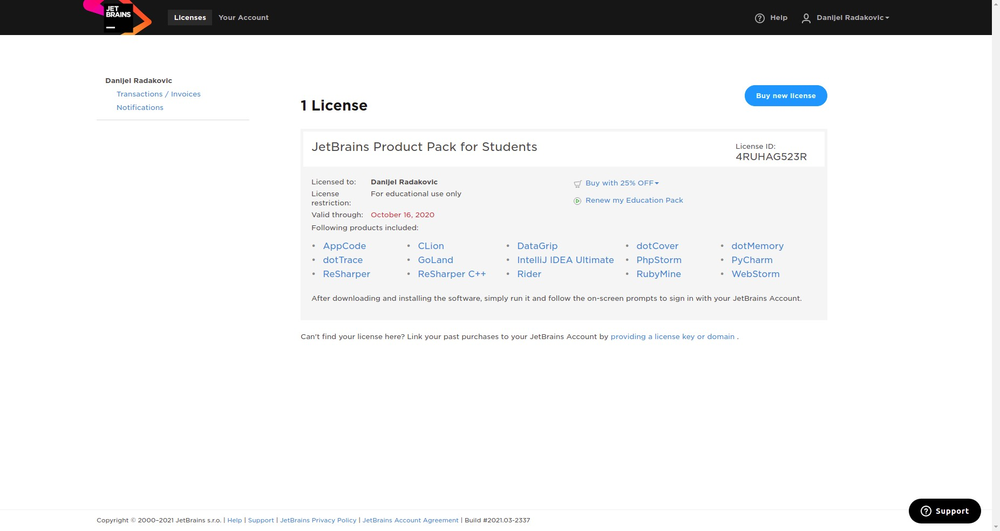 JET
BRAINS
Licenses
Your Account
Help
Danijel Radakovic
Danijel Radakovic
Transactions / Invoices
Notifications
1 License
Buy new license
JetBrains Product Pack for Students
License ID:
4RUHAG523R
Licensed to: Danijel Radakovic
License restriction: For educational use only
Valid through: October 16, 2020
Buy with 25% OFF
Renew my Education Pack
Following products included:
• AppCode • CLion • DataGrip • dotCover • dotMemory
• dotTrace • GoLand • IntelliJ IDEA Ultimate • PhpStorm • PyCharm
• ReSharper • ReSharper C++ • Rider • RubyMine • WebStorm
After downloading and installing the software, simply run it and follow the on-screen prompts to sign in with your JetBrains Account.
Can't find your license here? Link your past purchases to your JetBrains Account by providing a license key or domain .
Support
Copyright © 2000–2021 JetBrains s.r.o. | Help | Support | JetBrains Privacy Policy | JetBrains Account Agreement | Build #2021.03-2337